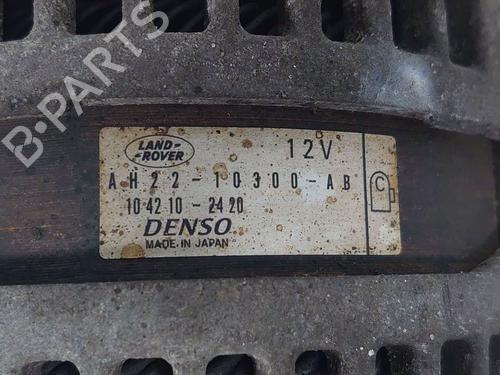 B-PARTS
LAND-
-ROVER
12V
AH22-10300-AB
104210-2420
C
DENSO
MADE IN JAPAN